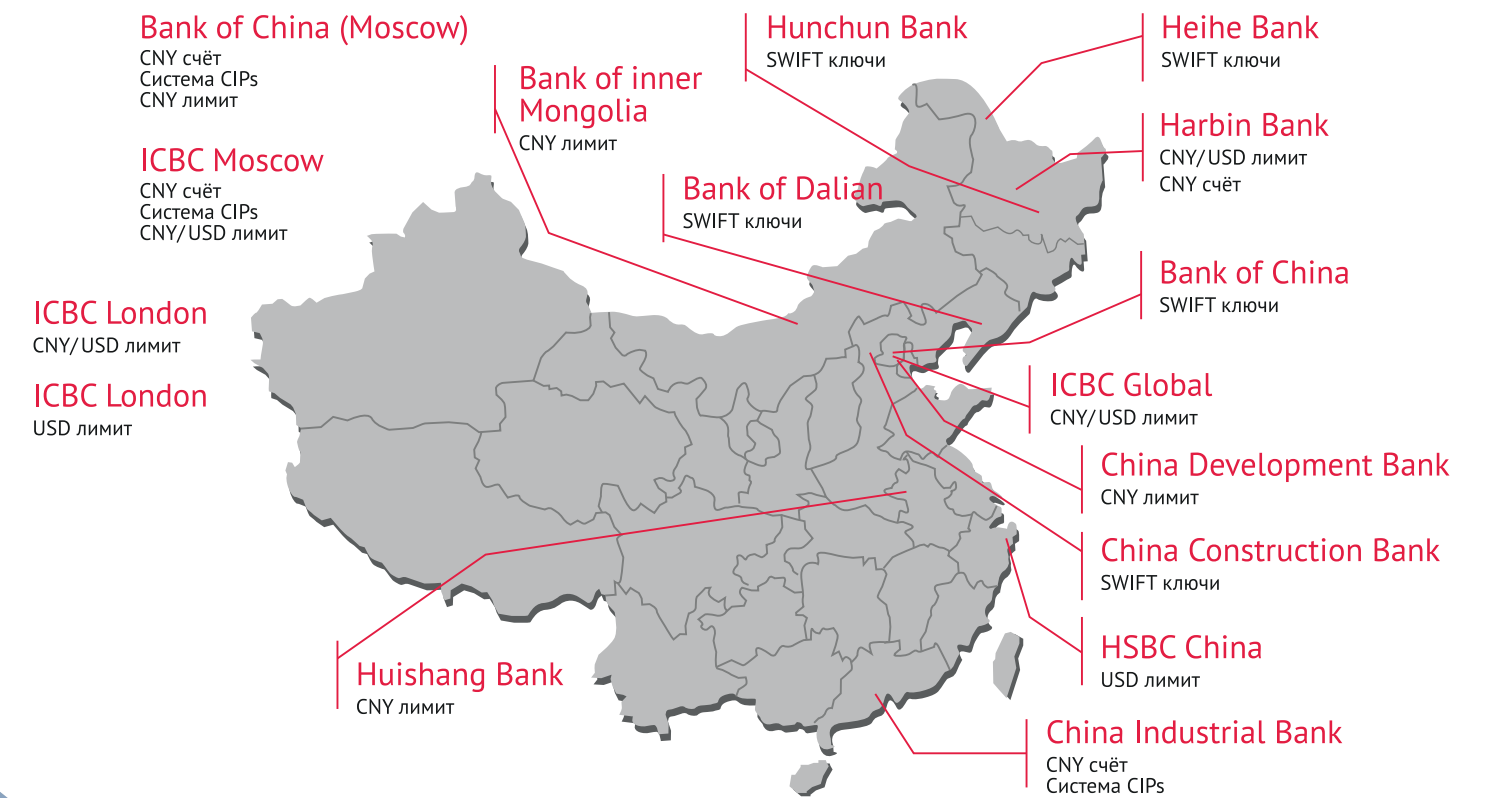 Bank of China (Moscow)
CNY счёт
Система CIPs
CNY лимит
ICBC Moscow
CNY счёт
Система CIPs
CNY/USD лимит
ICBC London
CNY/USD лимит
ICBC London
USD лимит
Bank of inner
Mongolia
CNY лимит
Hunchun Bank
SWIFT ключи
Heihe Bank
SWIFT ключи
Harbin Bank
CNY/USD лимит
CNY счёт
Bank of Dalian
SWIFT ключи
Bank of China
SWIFT ключи
ICBC Global
CNY/USD лимит
China Development Bank
CNY лимит
China Construction Bank
SWIFT ключи
HSBC China
USD лимит
Huishang Bank
CNY лимит
China Industrial Bank
CNY счёт
Система CIPs